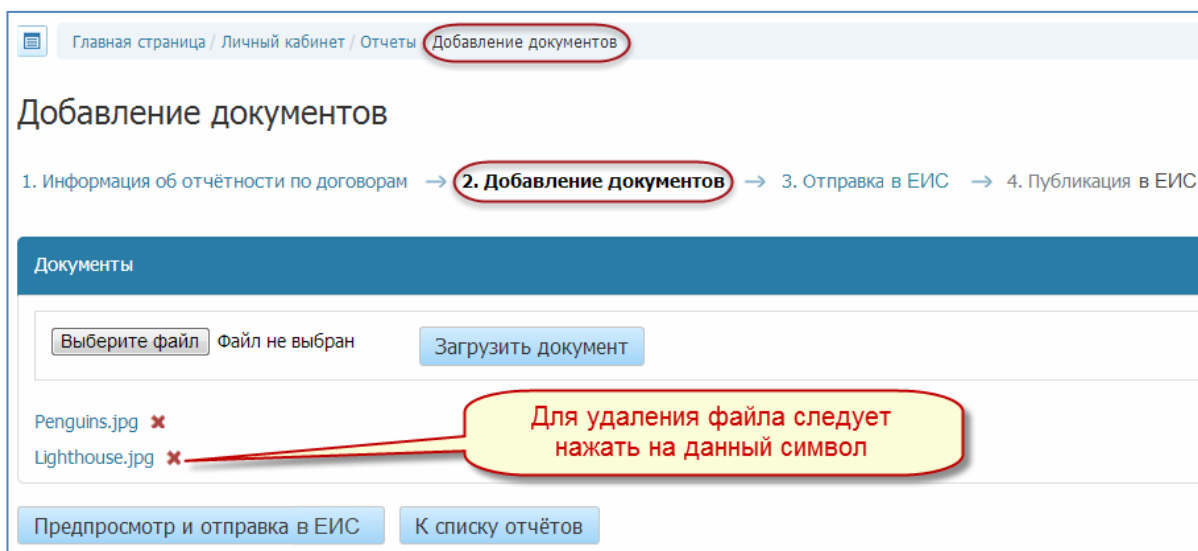 Главная страница / Личный кабинет / Отчеты / Добавление документов
Добавление документов
1. Информация об отчётности по договорам → 2. Добавление документов → 3. Отправка в ЕИС → 4. Публикация в ЕИС
Документы
Выберите файл Файл не выбран Загрузить документ
Penguins.jpg
Для удаления файла следует
нажать на данный символ
Lighthouse.jpg
Предпросмотр и отправка в ЕИС К списку отчётов